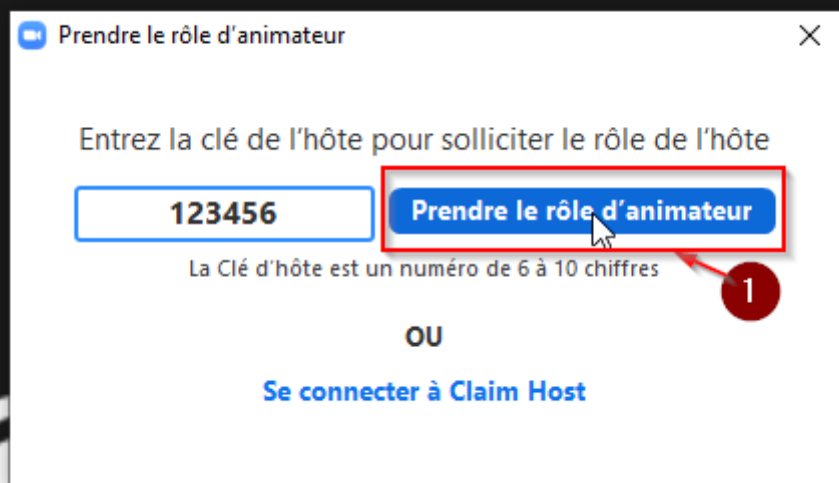 Prendre le rôle d'animateur
Entrez la clé de l'hôte pour solliciter le rôle de l'hôte
123456
Prendre le rôle d'animateur
La Clé d'hôte est un numéro de 6 à 10 chiffres
1
OU
Se connecter à Claim Host